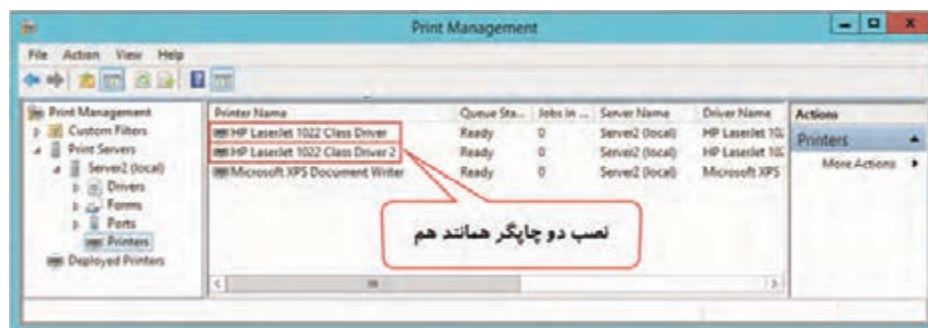 Print Management
File Action View Help
Print Management
Custom Filters
Print Servers
Server2 (local)
Drivers
Forms
Ports
Printers
Deployed Printers
Printer Name Queue Sta... Jobs In ... Server Name Driver Name
HP LaserJet 1022 Class Driver Ready 0 Server2 (local) HP LaserJet 10
HP LaserJet 1022 Class Driver 2 Ready 0 Server2 (local) HP LaserJet 10
Microsoft XPS Document Writer Ready 0 Server2 (local) Microsoft XPS
نصب دو چاپگر همانند هم
Actions
Printers
More Actions